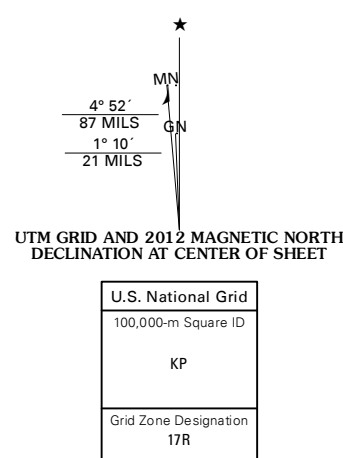 ★
MN
4° 52´
87 MILS
GN
1° 10´
21 MILS
UTM GRID AND 2012 MAGNETIC NORTH
DECLINATION AT CENTER OF SHEET
U.S. National Grid
100,000-m Square ID
KP
Grid Zone Designation
17R